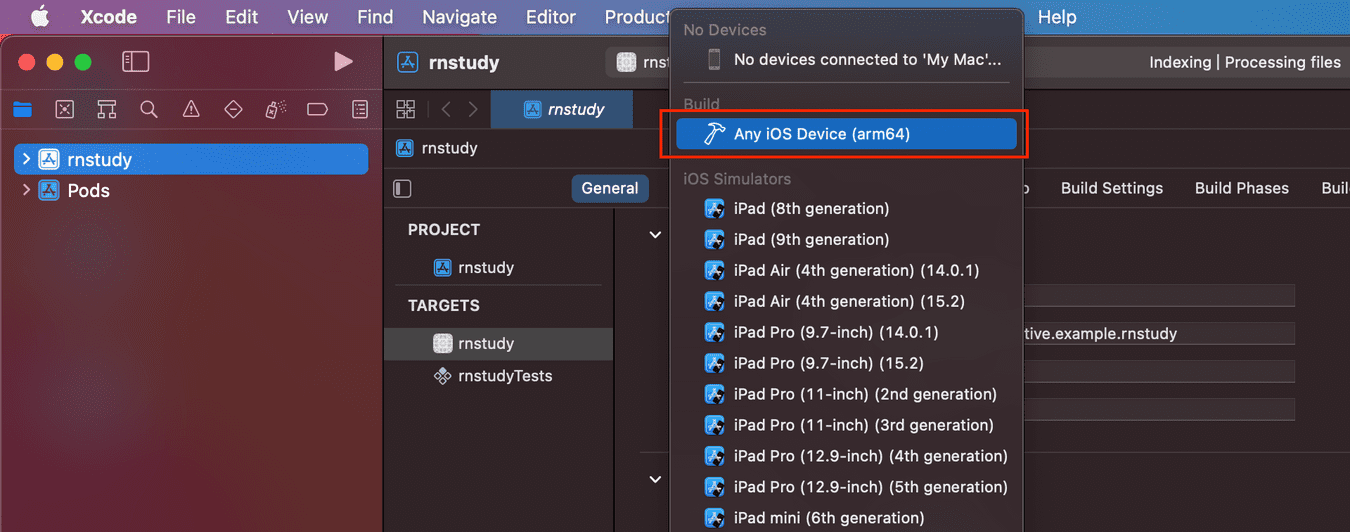 Xcode File Edit View Find Navigate Editor Product Help
No Devices
No devices connected to 'My Mac'...
rnstudy
Indexing | Processing files
Build
rnstudy
Any iOS Device (arm64)
rnstudy
rnstudy
Pods
iOS Simulators
General
Build Settings
Build Phases
iPad (8th generation)
PROJECT
iPad (9th generation)
rnstudy
iPad Air (4th generation) (14.0.1)
TARGETS
iPad Air (4th generation) (15.2)
iPad Pro (9.7-inch) (14.0.1)
tive.example.rnstudy
rnstudy
iPad Pro (9.7-inch) (15.2)
rnstudyTests
iPad Pro (11-inch) (2nd generation)
iPad Pro (11-inch) (3rd generation)
iPad Pro (12.9-inch) (4th generation)
iPad Pro (12.9-inch) (5th generation)
iPad mini (6th generation)